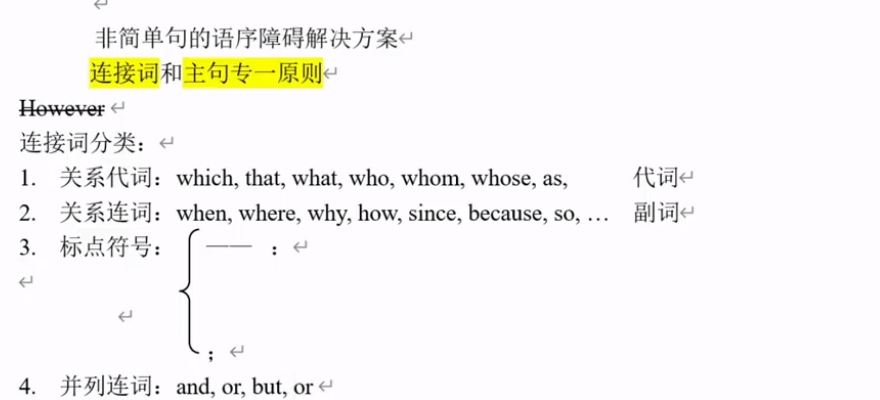 非简单句的语序障碍解决方案
连接词和主句专一原则
However
连接词分类：
1. 关系代词：which, that, what, who, whom, whose, as, 代词
2. 关系连词：when, where, why, how, since, because, so, … 副词
3. 标点符号： —— ：
；
4. 并列连词：and, or, but, or